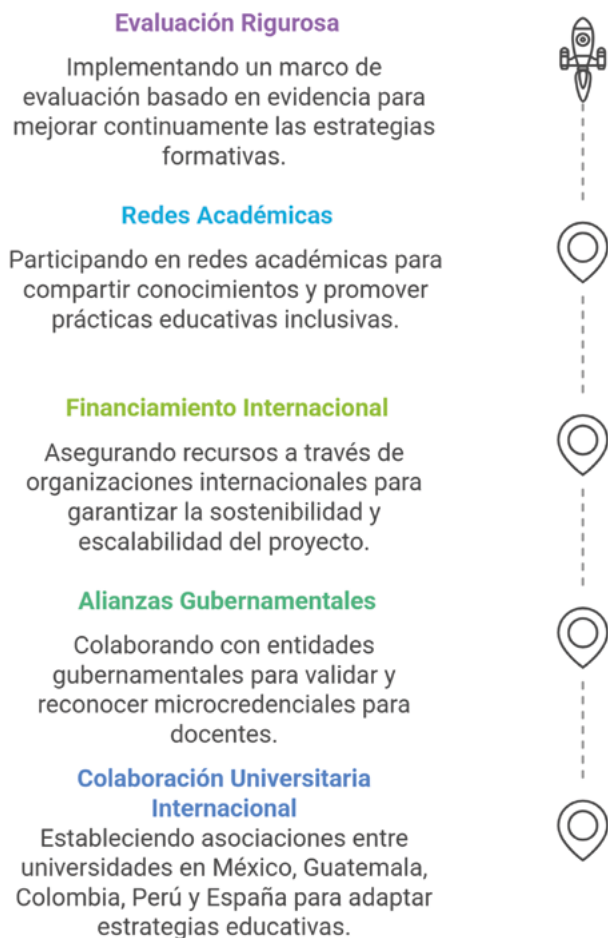 Evaluación Rigurosa
Implementando un marco de
evaluación basado en evidencia para
mejorar continuamente las estrategias
formativas.
Redes Académicas
Participando en redes académicas para
compartir conocimientos y promover
prácticas educativas inclusivas.
Financiamiento Internacional
Asegurando recursos a través de
organizaciones internacionales para
garantizar la sostenibilidad y
escalabilidad del proyecto.
Alianzas Gubernamentales
Colaborando con entidades
gubernamentales para validar y
reconocer microcredenciales para
docentes.
Colaboración Universitaria
Internacional
Estableciendo asociaciones entre
universidades en México, Guatemala,
Colombia, Perú y España para adaptar
estrategias educativas.